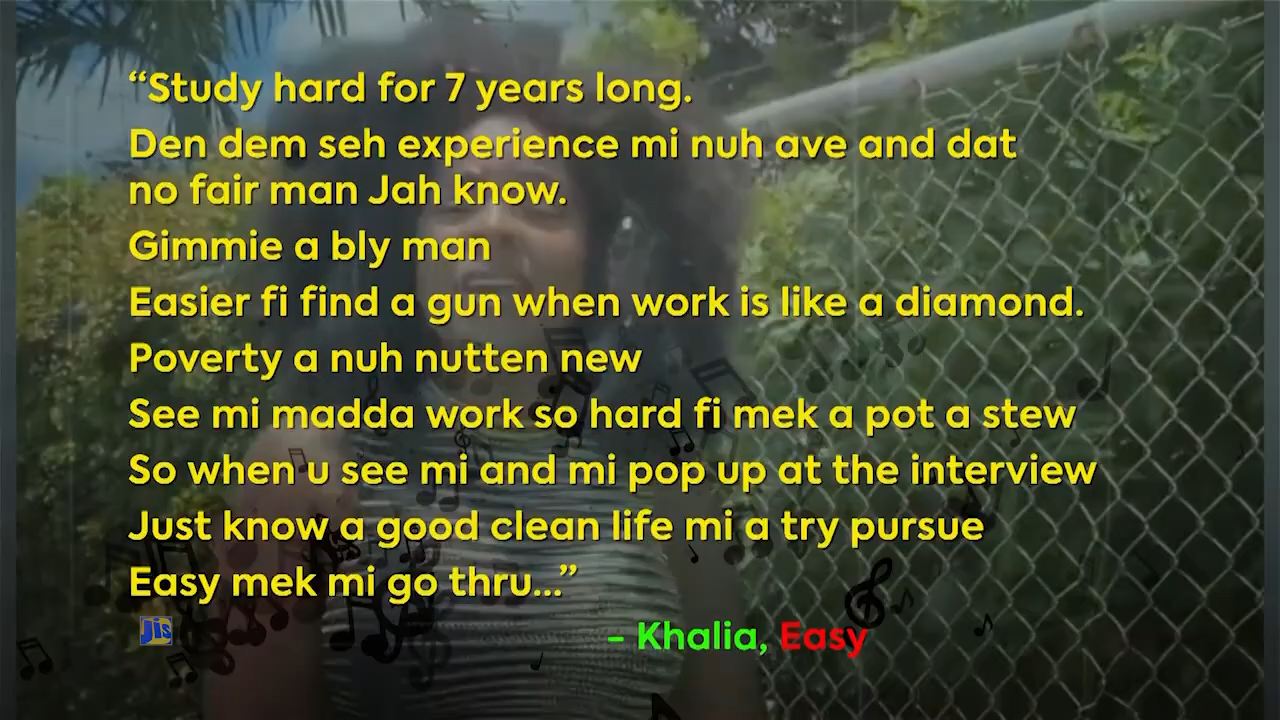 “Study hard for 7 years long.
Den dem seh experience mi nuh ave and dat
no fair man Jah know.
Gimmie a bly man
Easier fi find a gun when work is like a diamond.
Poverty a nuh nutten new
See mi madda work so hard fi mek a pot a stew
So when u see mi and mi pop up at the interview
Just know a good clean life mi a try pursue
Easy mek mi go thru...”
Jis
– Khalia, Easy